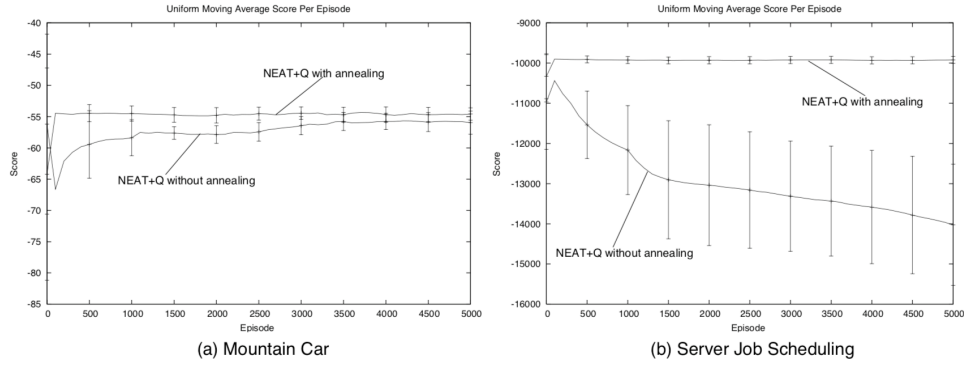 Uniform Moving Average Score Per Episode
-40
-45
-50
-55
-60
-65
-70
-75
-80
-85
Score
NEAT+Q with annealing
NEAT+Q without annealing
0 500 1000 1500 2000 2500 3000 3500 4000 4500 5000
Episode
(a) Mountain Car
Uniform Moving Average Score Per Episode
-9000
-10000
-11000
-12000
-13000
-14000
-15000
-16000
Score
NEAT+Q with annealing
NEAT+Q without annealing
0 500 1000 1500 2000 2500 3000 3500 4000 4500 5000
Episode
(b) Server Job Scheduling